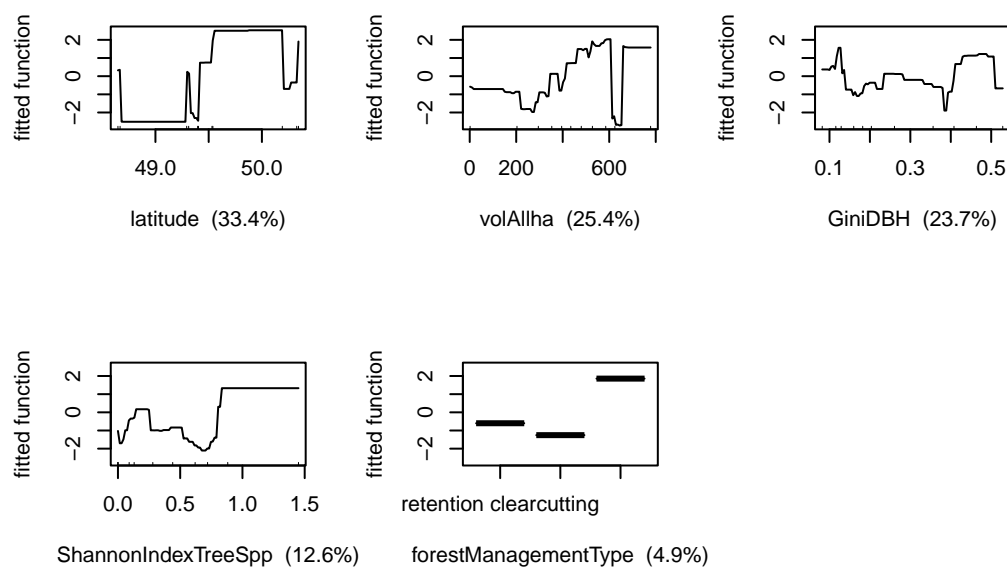 fitted function
2
0
−2
49.0 50.0
latitude (33.4%)
fitted function
2
0
−2
0 200 600
volAllha (25.4%)
fitted function
2
0
−2
0.1 0.3 0.5
GiniDBH (23.7%)
fitted function
2
0
−2
0.0 0.5 1.0 1.5
ShannonIndexTreeSpp (12.6%)
fitted function
2
0
−2
retention clearcutting
forestManagementType (4.9%)